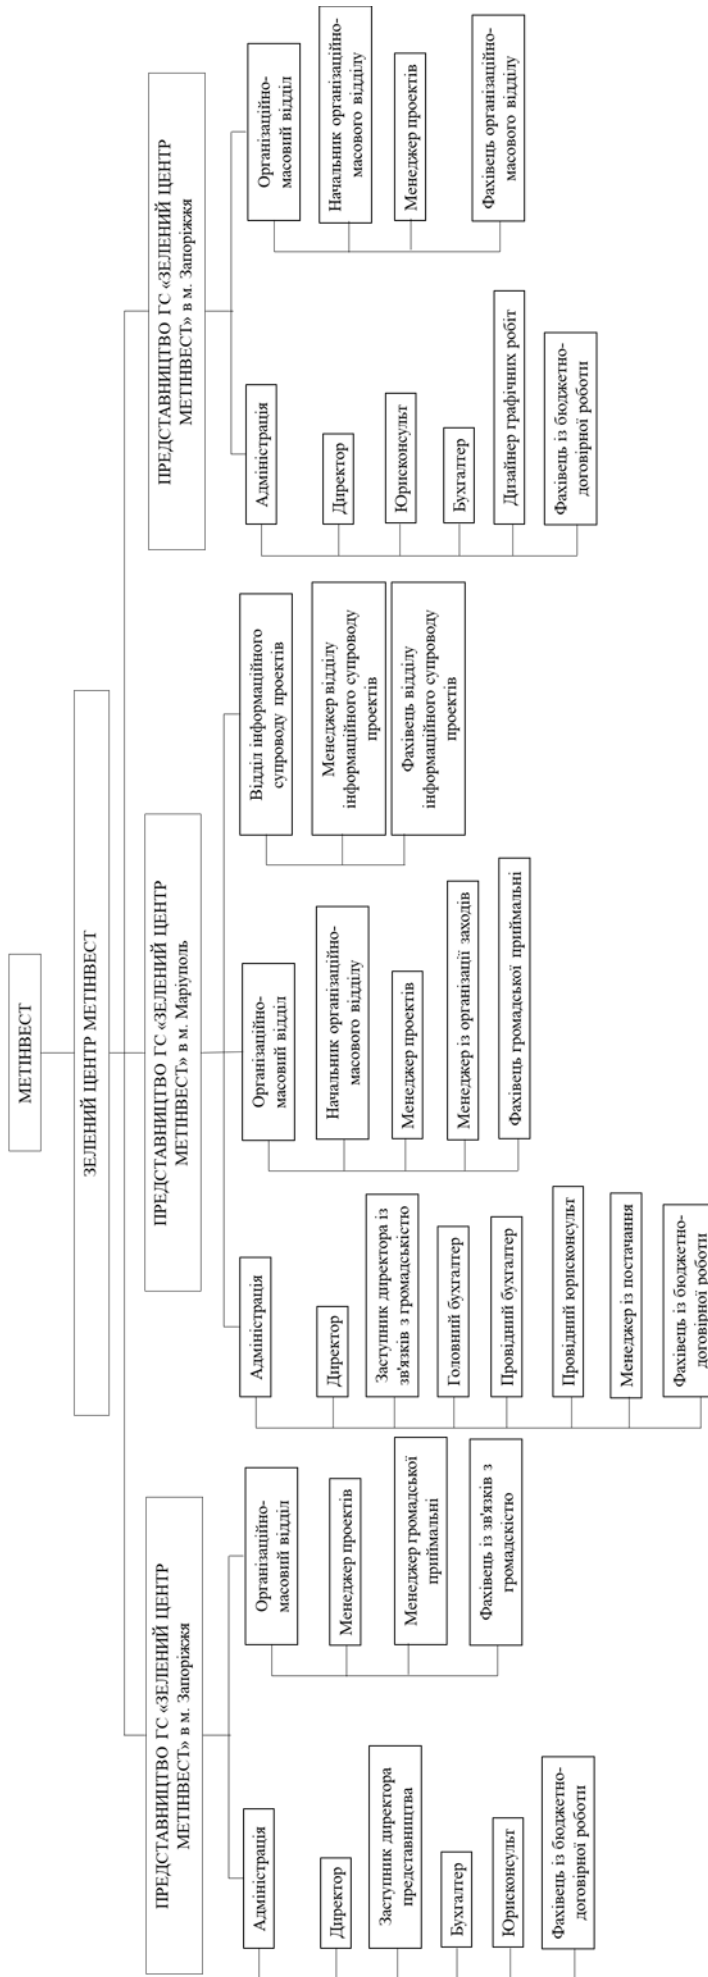 МЕТІНВЕСТ
ЗЕЛЕНИЙ ЦЕНТР МЕТІНВЕСТ
ПРЕДСТАВНИЦТВО ГС «ЗЕЛЕНИЙ ЦЕНТР
МЕТІНВЕСТ» в м. Запоріжжя
Адміністрація
Директор
Заступник директора
представництва
Бухгалтер
Юрисконсульт
Фахівець із бюджетно-
договірної роботи
Організаційно-
масовий відділ
Менеджер проектів
Менеджер громадської
приймальні
Фахівець із зв'язків з
громадскістю
ПРЕДСТАВНИЦТВО ГС «ЗЕЛЕНИЙ ЦЕНТР
МЕТІНВЕСТ» в м. Маріуполь
Адміністрація
Директор
Заступник директора із
зв'язків з громадськістю
Головний бухгалтер
Провідний бухгалтер
Провідний юрисконсульт
Менеджер із постачання
Фахівець із бюджетно-
договірної роботи
Організаційно-
масовий відділ
Начальник організаційно-
масового відділу
Менеджер проектів
Менеджер із організації заходів
Фахівець громадської приймальні
Відділ інформаційного
супроводу проектів
Менеджер відділу
інформаційного супроводу
проектів
Фахівець відділу
інформаційного супроводу
проектів
ПРЕДСТАВНИЦТВО ГС «ЗЕЛЕНИЙ ЦЕНТР
МЕТІНВЕСТ» в м. Запоріжжя
Адміністрація
Директор
Юрисконсульт
Бухгалтер
Дизайнер графічних робіт
Фахівець із бюджетно-
договірної роботи
Організаційно-
масовий відділ
Начальник організаційно-
масового відділу
Менеджер проектів
Фахівець організаційно-
масового відділу